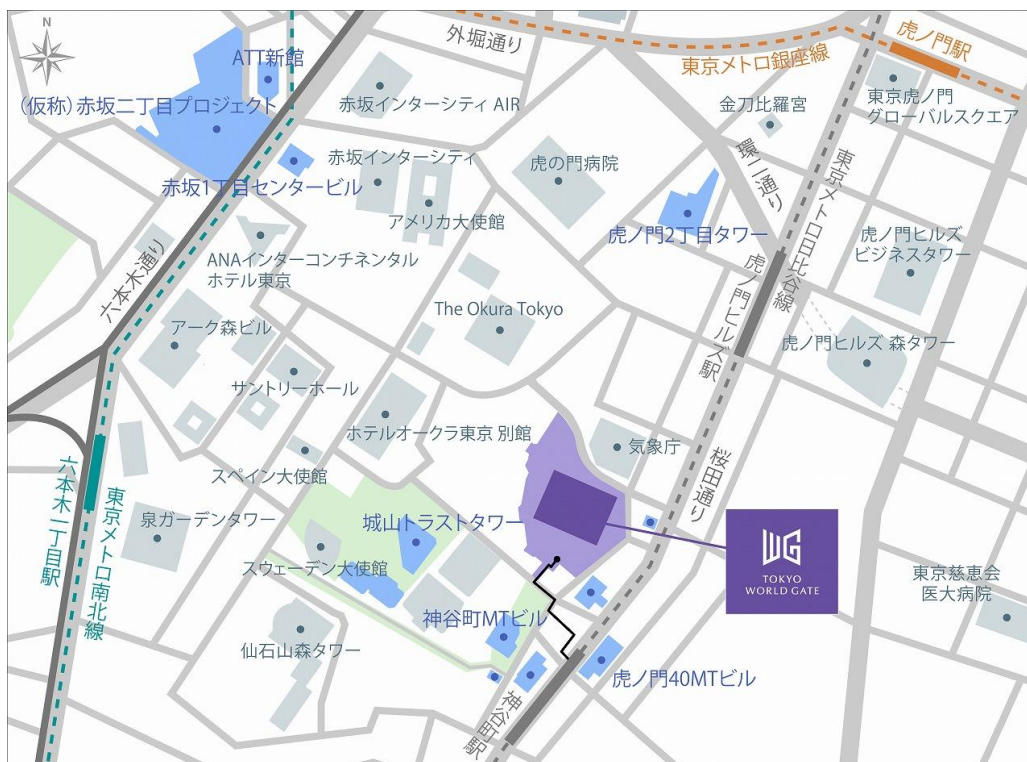 N
外堀通り
虎ノ門駅
ATT新館
東京メトロ銀座線
(仮称)赤坂二丁目プロジェクト
赤坂インターシティ AIR
金刀比羅宮
東京虎ノ門
グローバルスクエア
赤坂インターシティ
虎の門病院
環二通り
東京メトロ日比谷線
赤坂1丁目センタービル
アメリカ大使館
虎ノ門2丁目タワー
虎ノ門ヒルズ
ビジネスタワー
六本木通り
ANAインターコンチネンタル
ホテル東京
虎ノ門ヒルズ駅
The Okura Tokyo
アーク森ビル
虎ノ門ヒルズ 森タワー
サントリーホール
ホテルオークラ東京 別館
気象庁
桜田通り
六本木一丁目駅
東京メトロ南北線
スペイン大使館
泉ガーデンタワー
城山トラストタワー
WG
TOKYO
WORLD GATE
スウェーデン大使館
東京慈恵会
医大病院
神谷町MTビル
仙石山森タワー
虎ノ門40MTビル
神谷町駅